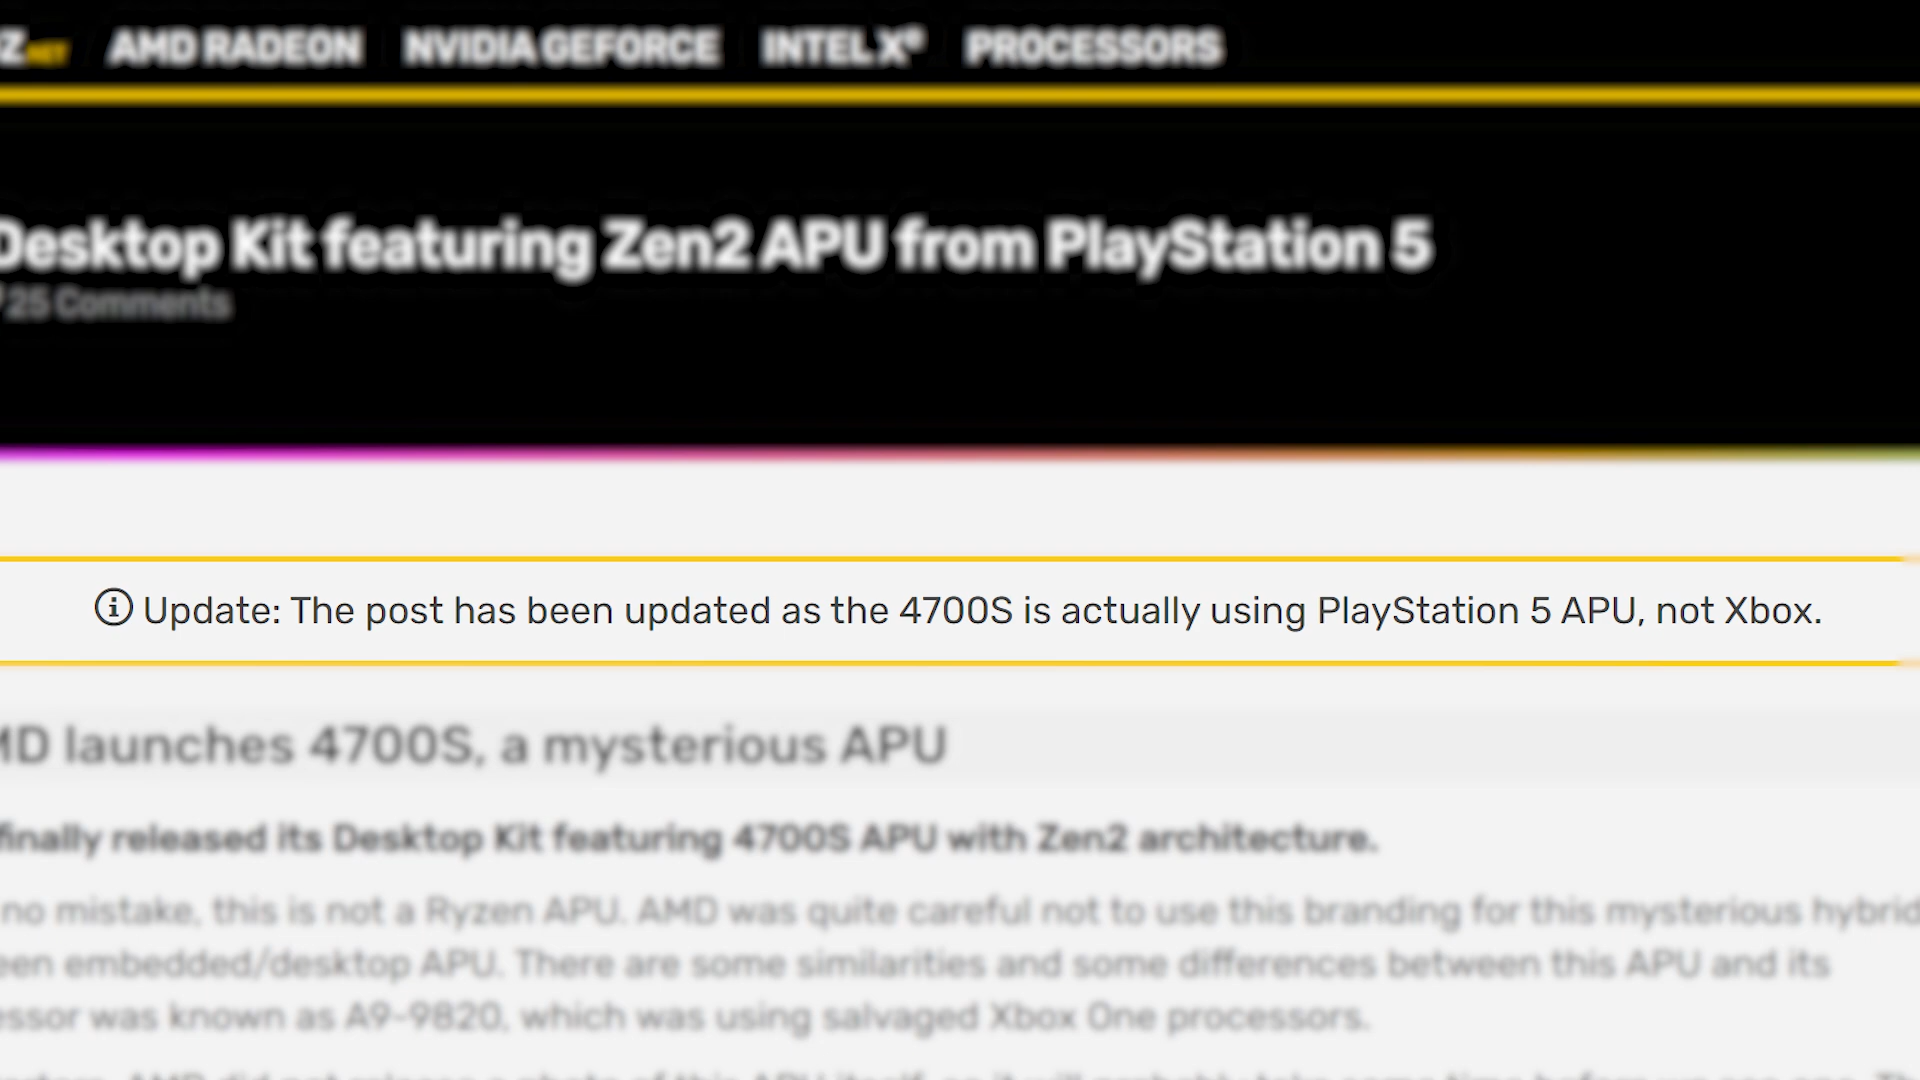 Z.NET AMD RADEON NVIDIA GEFORCE INTEL Xe PROCESSORS
Desktop Kit featuring Zen2 APU from PlayStation 5
25 Comments
Update: The post has been updated as the 4700S is actually using PlayStation 5 APU, not Xbox.
MD launches 4700S, a mysterious APU
finally released its Desktop Kit featuring 4700S APU with Zen2 architecture.
no mistake, this is not a Ryzen APU. AMD was quite careful not to use this branding for this mysterious hybrid
een embedded/desktop APU. There are some similarities and some differences between this APU and its
essor was known as A9-9820, which was using salvaged Xbox One processors.